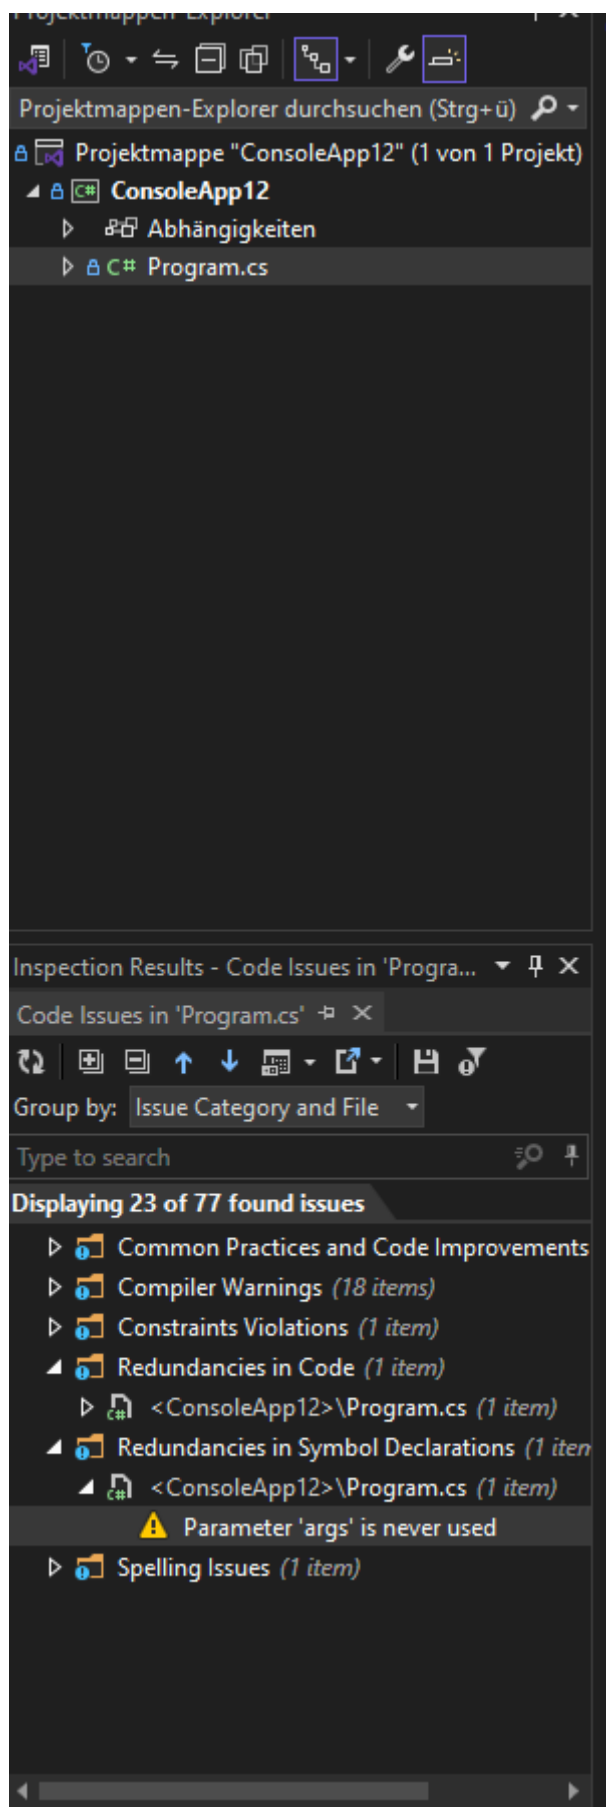 Projektmappen-Explorer
Projektmappen-Explorer durchsuchen (Strg+ü)
Projektmappe "ConsoleApp12" (1 von 1 Projekt)
C# ConsoleApp12
Abhängigkeiten
C# Program.cs
Inspection Results - Code Issues in 'Progra...
Code Issues in 'Program.cs'
Group by: Issue Category and File
Type to search
Displaying 23 of 77 found issues
Common Practices and Code Improvements
Compiler Warnings (18 items)
Constraints Violations (1 item)
Redundancies in Code (1 item)
C# <ConsoleApp12>\Program.cs (1 item)
Redundancies in Symbol Declarations (1 iten
C# <ConsoleApp12>\Program.cs (1 item)
Parameter 'args' is never used
Spelling Issues (1 item)